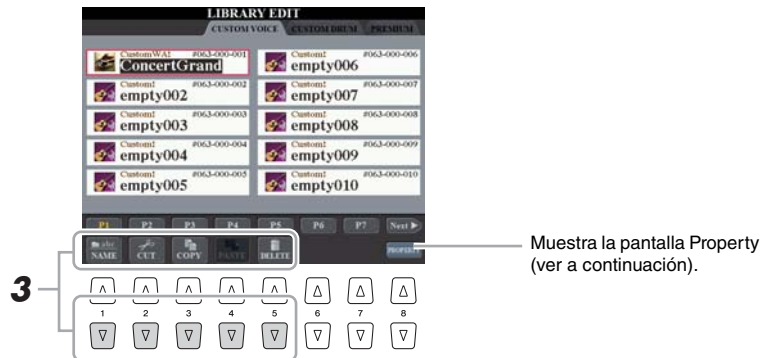 LIBRARY EDIT
CUSTOM VOICE CUSTOM DRUM PREMIUM
CustomWA! #063-000-001
ConcertGrand
Custom! #063-000-006
empty006
Custom! #063-000-002
empty002
Custom! #063-000-007
empty007
Custom! #063-000-003
empty003
Custom! #063-000-008
empty008
Custom! #063-000-004
empty004
Custom! #063-000-009
empty009
Custom! #063-000-005
empty005
Custom! #063-000-010
empty010
P1 P2 P3 P4 P5 P6 P7 Next
abc
NAME CUT COPY PASTE DELETE PROPERTY
Muestra la pantalla Property
(ver a continuación).
3
1 2 3 4 5 6 7 8